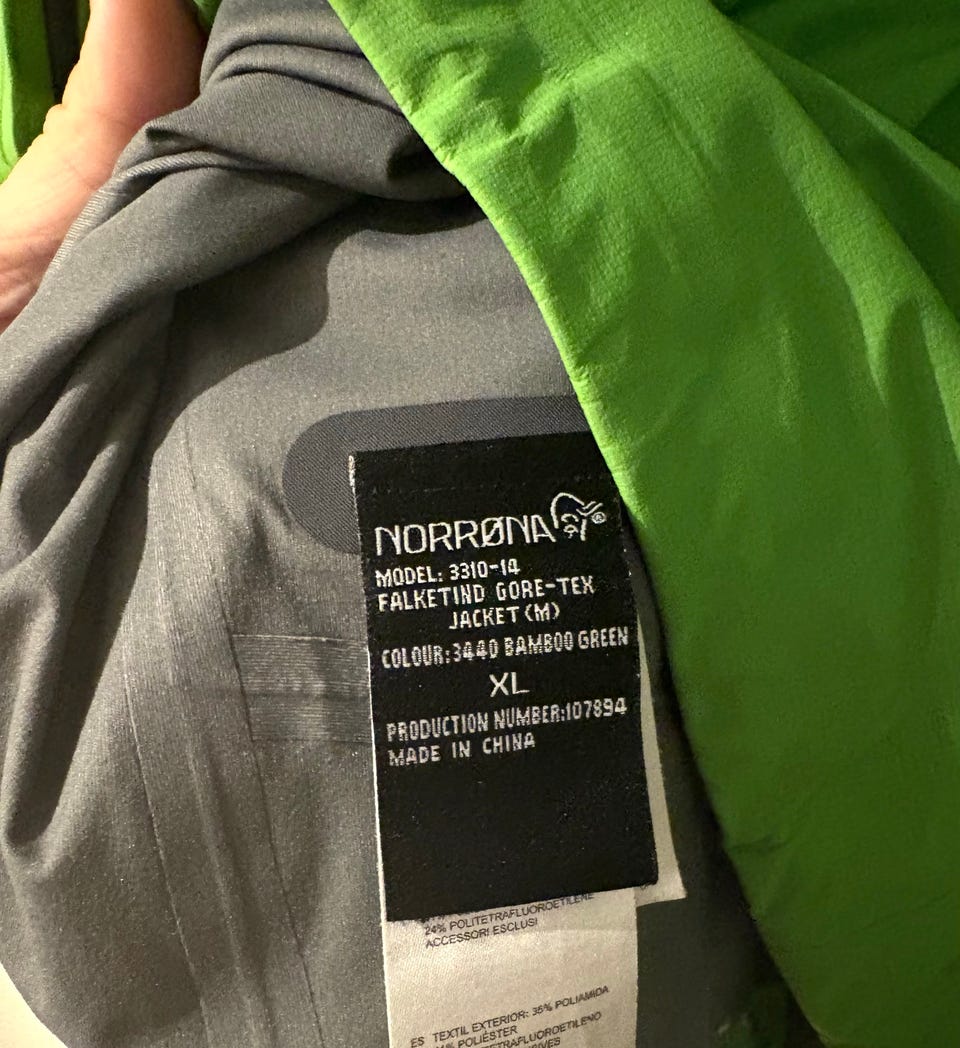 NORRØNA®
MODEL: 3310-14
FALKETIND GORE-TEX
JACKET (M)
COLOUR:3440 BAMBOO GREEN
XL
PRODUCTION NUMBER:107894
MADE IN CHINA
24% POLITETRAFLUOROETILENE
ACCESSORI ESCLUSI
ES TEXTIL EXTERIOR: 35% POLIAMIDA
POLIÉSTER